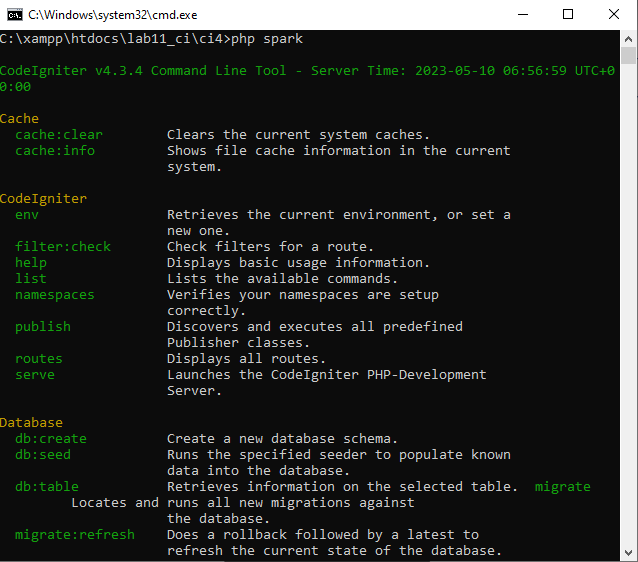 C:\Windows\system32\cmd.exe
C:\xampp\htdocs\lab11_ci\ci4>php spark
CodeIgniter v4.3.4 Command Line Tool - Server Time: 2023-05-10 06:56:59 UTC+0
0:00
Cache
cache:clear Clears the current system caches.
cache:info Shows file cache information in the current
system.
CodeIgniter
env Retrieves the current environment, or set a
new one.
filter:check Check filters for a route.
help Displays basic usage information.
list Lists the available commands.
namespaces Verifies your namespaces are setup
correctly.
publish Discovers and executes all predefined
Publisher classes.
routes Displays all routes.
serve Launches the CodeIgniter PHP-Development
Server.
Database
db:create Create a new database schema.
db:seed Runs the specified seeder to populate known
data into the database.
db:table Retrieves information on the selected table. migrate
Locates and runs all new migrations against
the database.
migrate:refresh Does a rollback followed by a latest to
refresh the current state of the database.